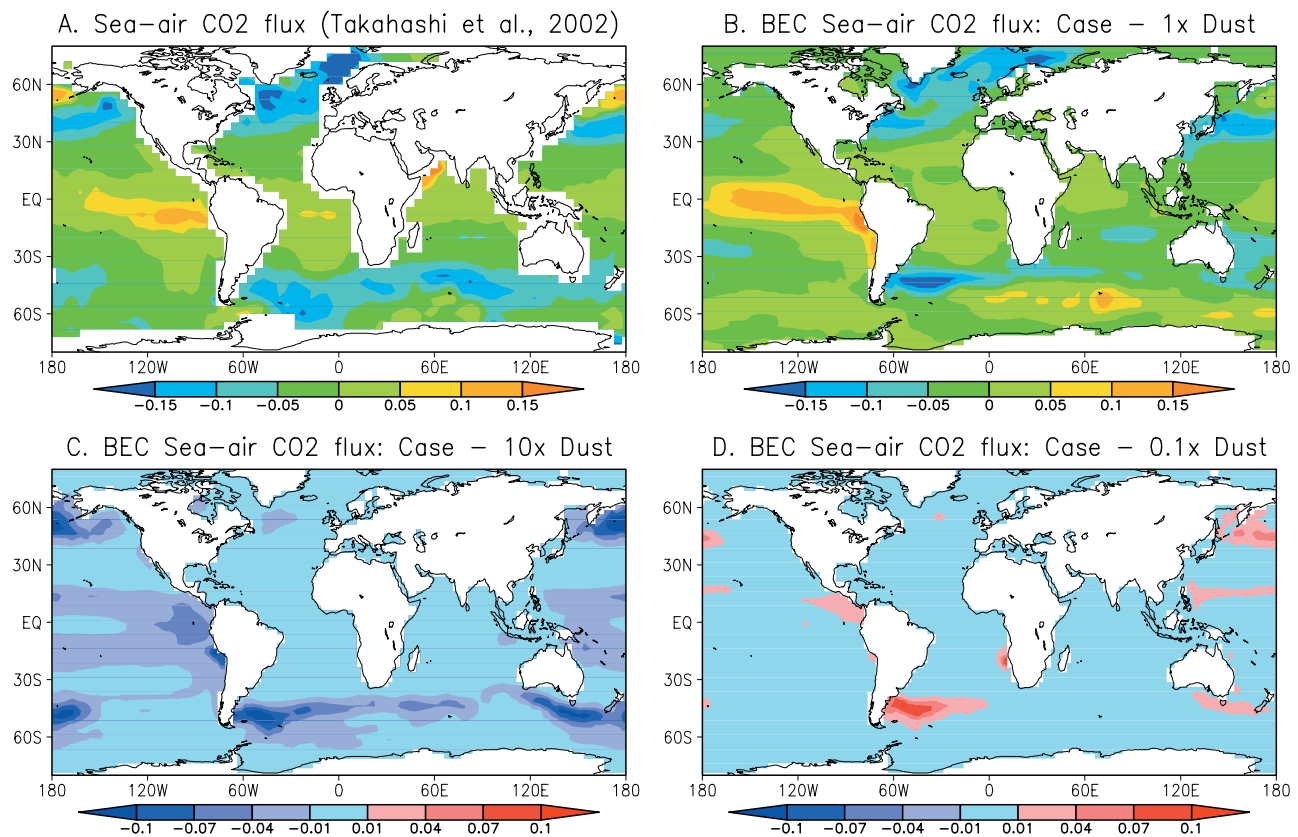 A. Sea-air CO2 flux (Takahashi et al., 2002)
60N
30N
EQ
30S
60S
180 120W 60W 0 60E 120E 180
-0.15 -0.1 -0.05 0 0.05 0.1 0.15
B. BEC Sea-air CO2 flux: Case - 1x Dust
60N
30N
EQ
30S
60S
180 120W 60W 0 60E 120E 180
-0.15 -0.1 -0.05 0 0.05 0.1 0.15
C. BEC Sea-air CO2 flux: Case - 10x Dust
60N
30N
EQ
30S
60S
180 120W 60W 0 60E 120E 180
-0.1 -0.07 -0.04 -0.01 0.01 0.04 0.07 0.1
D. BEC Sea-air CO2 flux: Case - 0.1x Dust
60N
30N
EQ
30S
60S
180 120W 60W 0 60E 120E 180
-0.1 -0.07 -0.04 -0.01 0.01 0.04 0.07 0.1